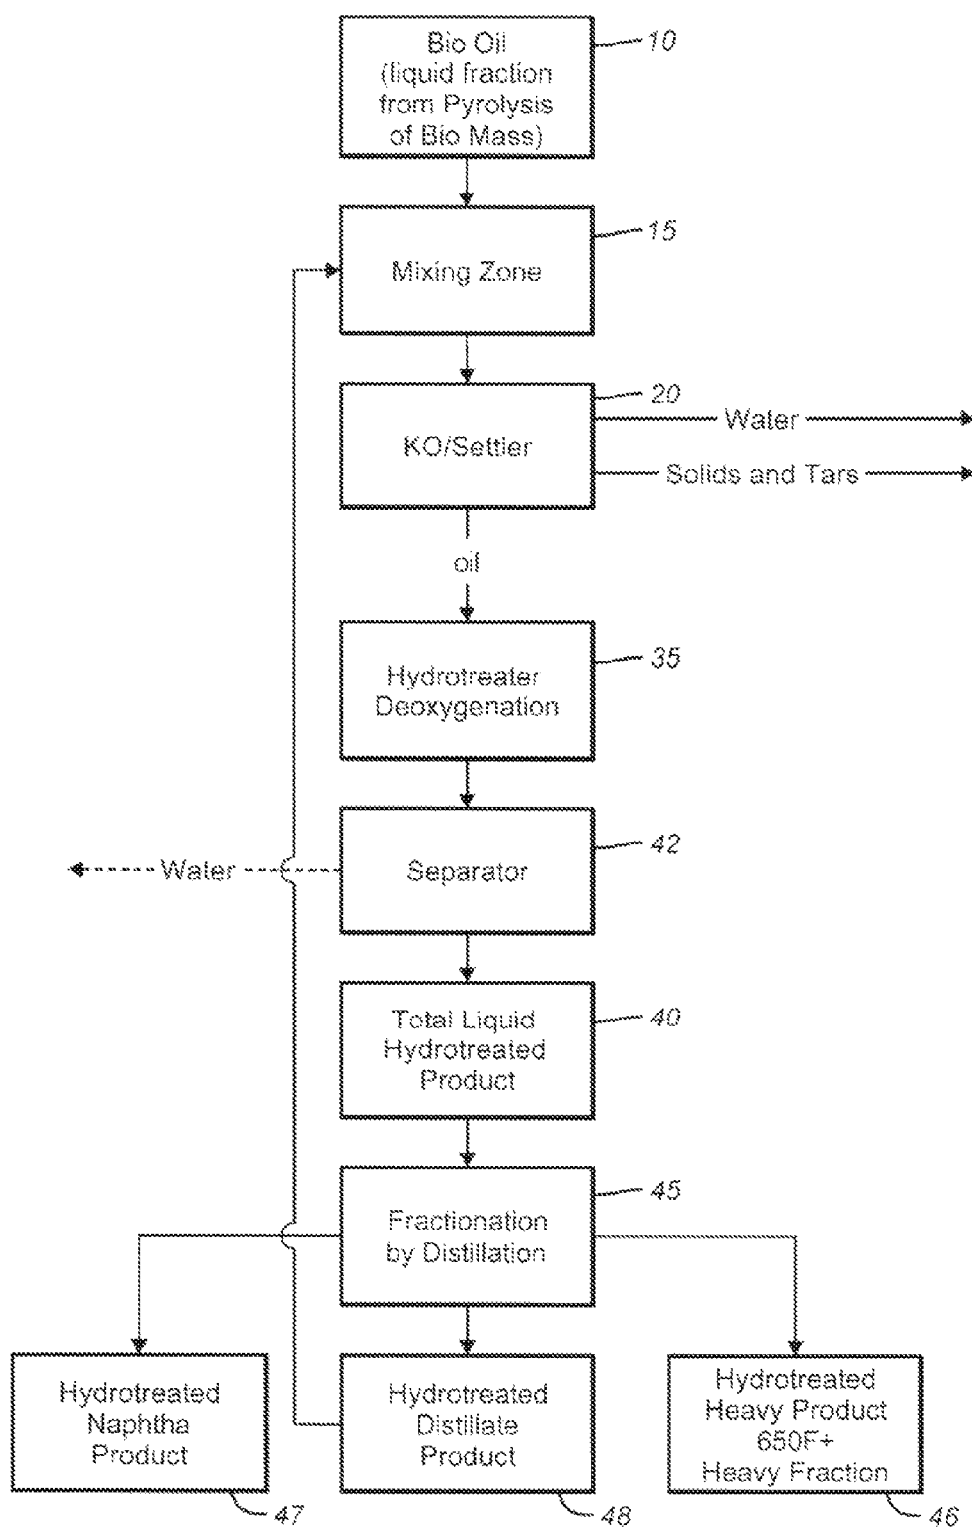 Bio Oil
(liquid fraction
from Pyrolysis
of Bio Mass)
10
Mixing Zone
15
KO/Settler
20
Water
Solids and Tars
oil
Hydrotreater
Deoxygenation
35
Separator
42
Water
Total Liquid
Hydrotreated
Product
40
Fractionation
by Distillation
45
Hydrotreated
Naphtha
Product
47
Hydrotreated
Distillate
Product
48
Hydrotreated
Heavy Product
650F+
Heavy Fraction
46